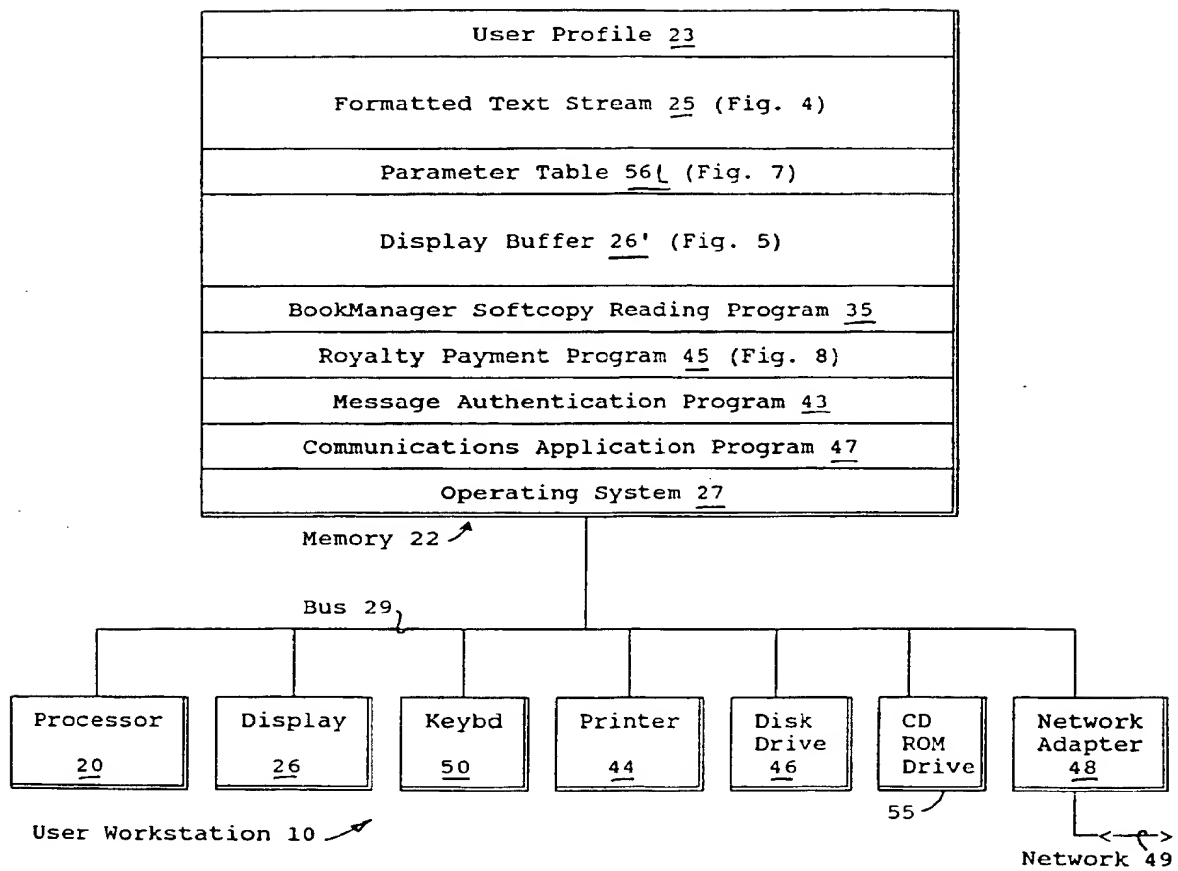 User Profile 23
Formatted Text Stream 25 (Fig. 4)
Parameter Table 56( (Fig. 7)
Display Buffer 26' (Fig. 5)
BookManager Softcopy Reading Program 35
Royalty Payment Program 45 (Fig. 8)
Message Authentication Program 43
Communications Application Program 47
Operating System 27
Memory 22
Bus 29
Processor
20
Display
26
Keybd
50
Printer
44
Disk
Drive
46
CD
ROM
Drive
55
Network
Adapter
48
User Workstation 10
Network 49